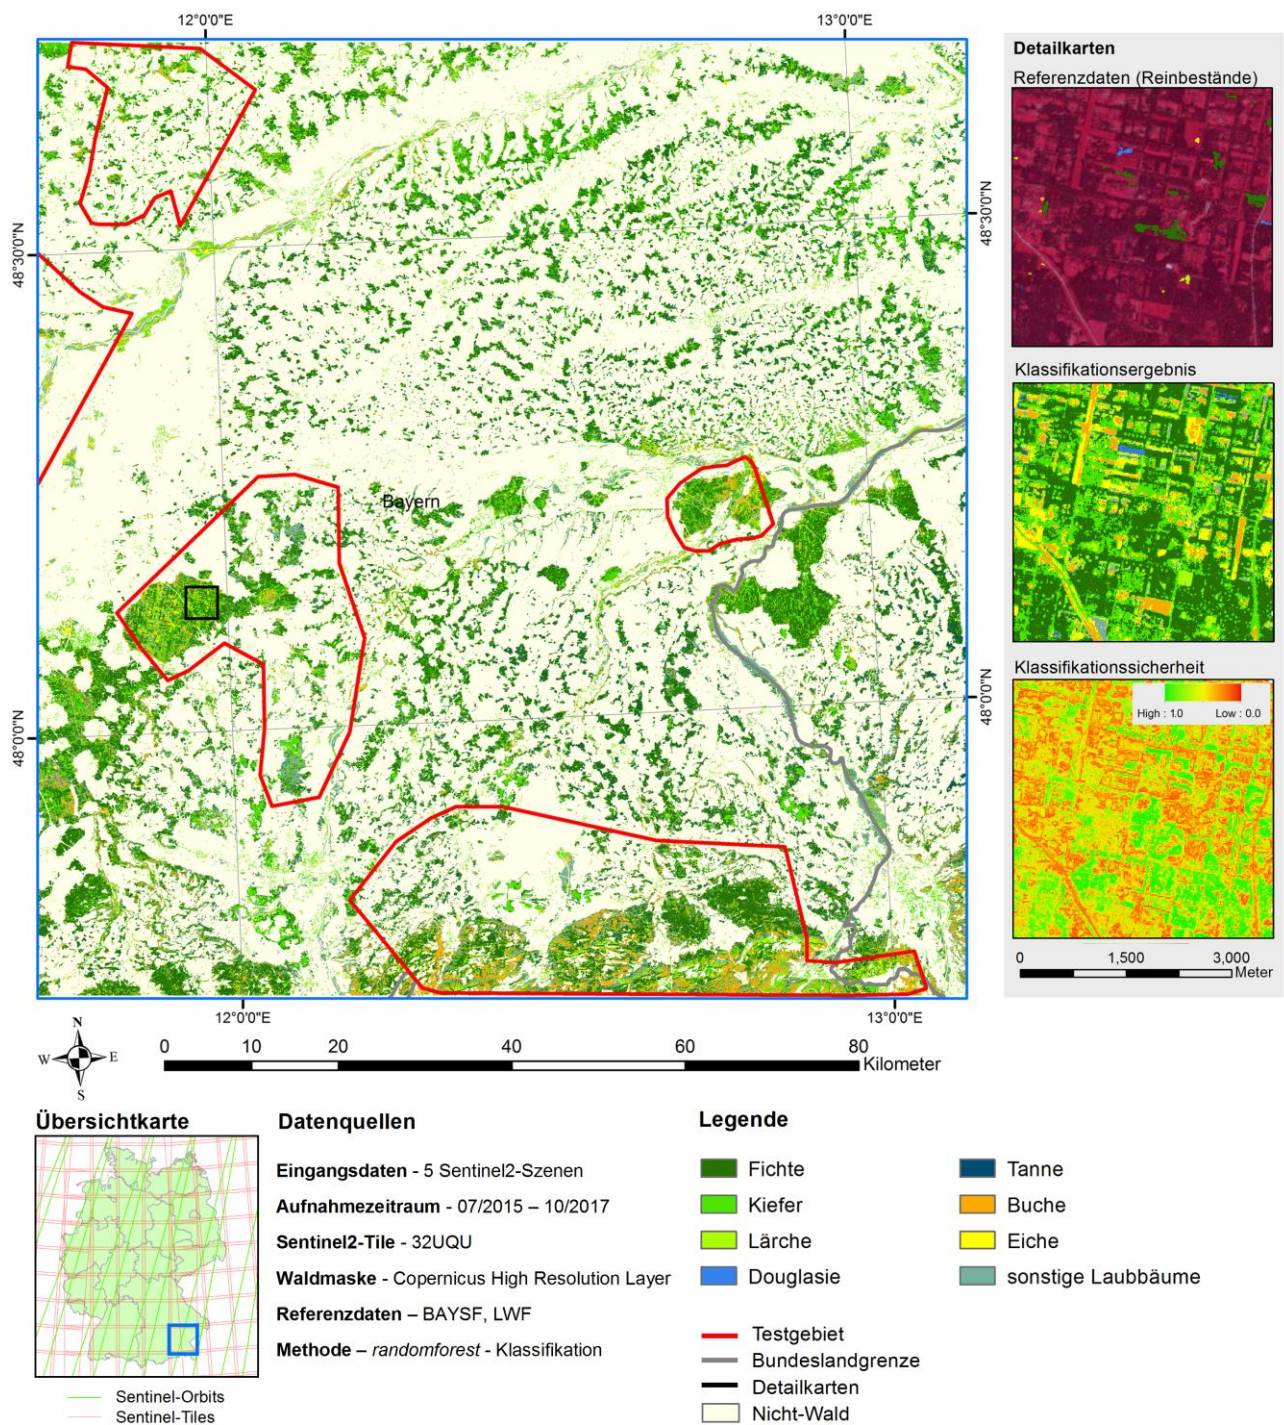 12°0'0"E
13°0'0"E
48°30'0"N
48°30'0"N
Bayern
48°0'0"N
48°0'0"N
12°0'0"E
13°0'0"E
Detailkarten
Referenzdaten (Reinbestände)
Klassifikationsergebnis
Klassifikationssicherheit
High : 1.0 Low : 0.0
0 1,500 3,000
Meter
N
W E
S
0 10 20 40 60 80
Kilometer
Übersichtkarte
Sentinel-Orbits
Sentinel-Tiles
Datenquellen
Eingangsdaten - 5 Sentinel2-Szenen
Aufnahmezeitraum - 07/2015 – 10/2017
Sentinel2-Tile - 32UQU
Waldmaske - Copernicus High Resolution Layer
Referenzdaten – BAYSF, LWF
Methode – randomforest - Klassifikation
Legende
Fichte
Kiefer
Lärche
Douglasie
Tanne
Buche
Eiche
sonstige Laubbäume
Testgebiet
Bundeslandgrenze
Detailkarten
Nicht-Wald